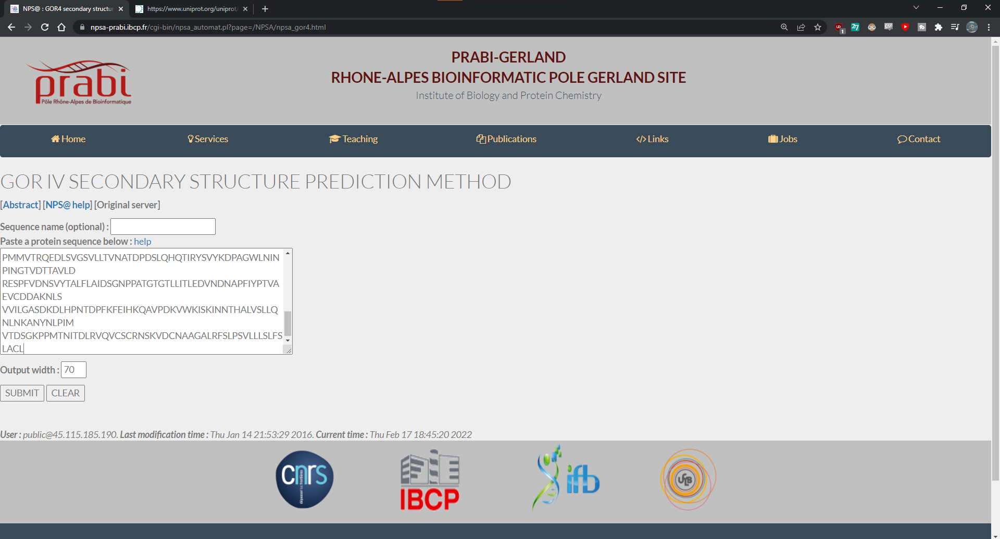 NPS@ : GOR4 secondary structur
https://www.uniprot.org/uniprot/
npsa-prabi.ibcp.fr/cgi-bin/npsa_automat.pl?page=/NPSA/npsa_gor4.html
1
27
prabi
Pôle Rhône-Alpes de Bioinformatique
PRABI-GERLAND
RHONE-ALPES BIOINFORMATIC POLE GERLAND SITE
Institute of Biology and Protein Chemistry
Home Services Teaching Publications Links Jobs Contact
GOR IV SECONDARY STRUCTURE PREDICTION METHOD
[Abstract] [NPS@ help] [Original server]
Sequence name (optional) :
Paste a protein sequence below : help
PMMVTRQEDLSVGSVLLTVNATDPDSLQHQTIRYSVYKDPAGWLNIN
PINGTVDTTAVLD
RESPFVDNSVYTALFLAIDSGNPPATGTGTLLITLEDVNDNAPFIYPTVA
EVCDDAKNLS
VVILGASDKDLHPNTDPFKFEIHKQAVPDKVWKISKINNTHALVSLLQ
NLNKANYNLPIM
VTDSGKPPMTNITDLRVQVCSCRNSKVDCNAAGALRFSLPSVLLLSLFS
LACL
Output width : 70
SUBMIT CLEAR
User : public@45.115.185.190. Last modification time : Thu Jan 14 21:53:29 2016. Current time : Thu Feb 17 18:45:20 2022
cnrs
IBCP
ifb